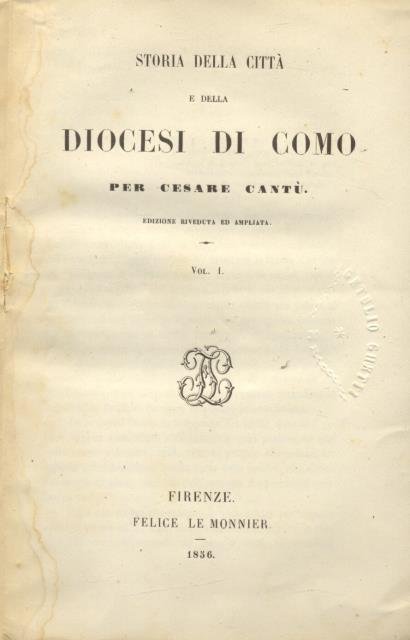 STORIA DELLA CITTÀ
E DELLA
DIOCESI DI COMO
PER CESARE CANTÙ.
EDIZIONE RIVEDUTA ED AMPLIATA.
VOL. I.
FIRENZE.
FELICE LE MONNIER.
1856.